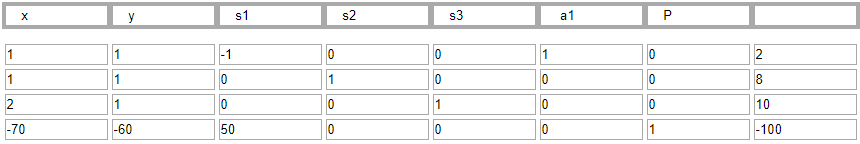 x y s1 s2 s3 a1 P
1 1 -1 0 0 1 0 2
1 1 0 1 0 0 0 8
2 1 0 0 1 0 0 10
-70 -60 50 0 0 0 1 -100